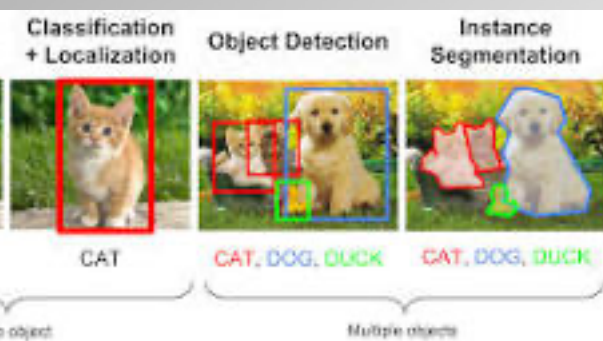 Classification
+ Localization
Object Detection
Instance
Segmentation
CAT
CAT, DOG, DUCK
CAT, DOG, DUCK
object
Multiple objects